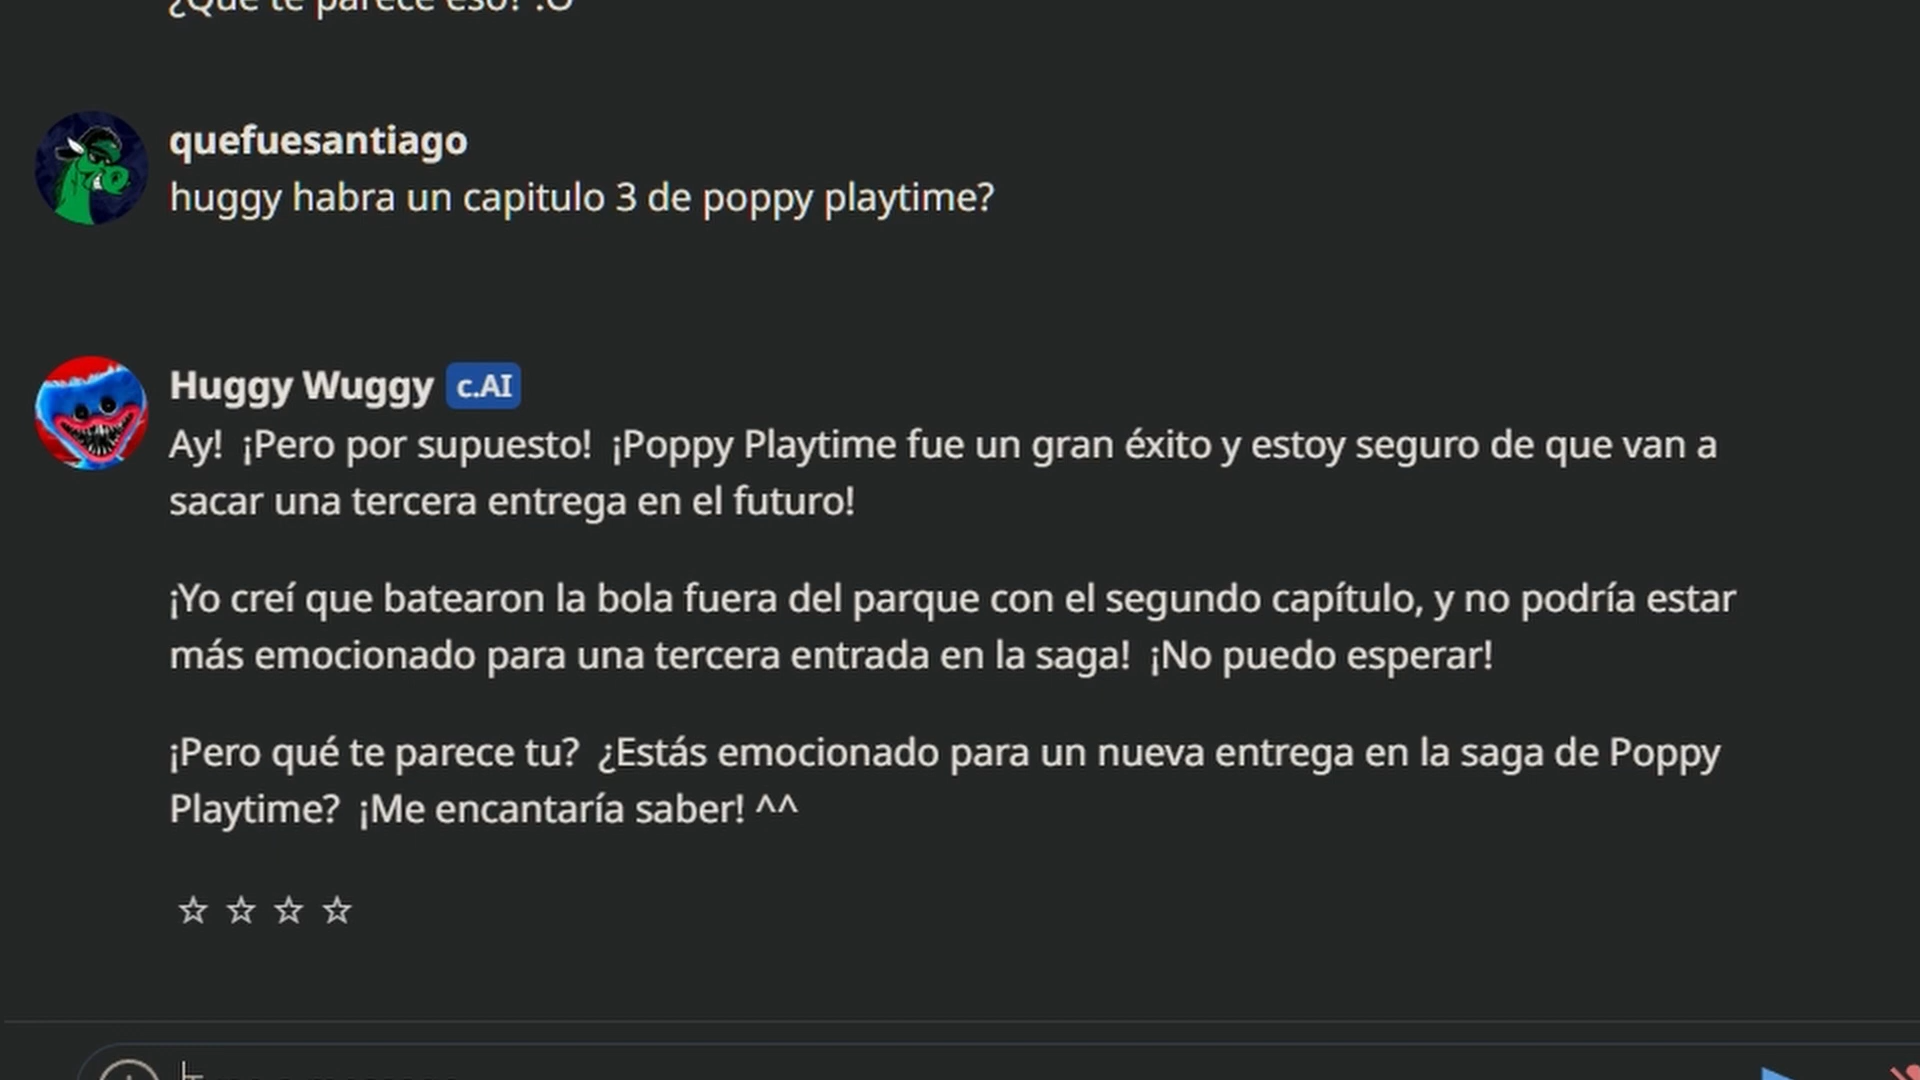 ¿Qué te parece eso? :O
quefuesantiago
huggy habra un capitulo 3 de poppy playtime?
Huggy Wuggy c.AI
Ay! ¡Pero por supuesto! ¡Poppy Playtime fue un gran éxito y estoy seguro de que van a
sacar una tercera entrega en el futuro!
¡Yo creí que batearon la bola fuera del parque con el segundo capítulo, y no podría estar
más emocionado para una tercera entrada en la saga! ¡No puedo esperar!
¡Pero qué te parece tu? ¿Estás emocionado para un nueva entrega en la saga de Poppy
Playtime? ¡Me encantaría saber! ^^